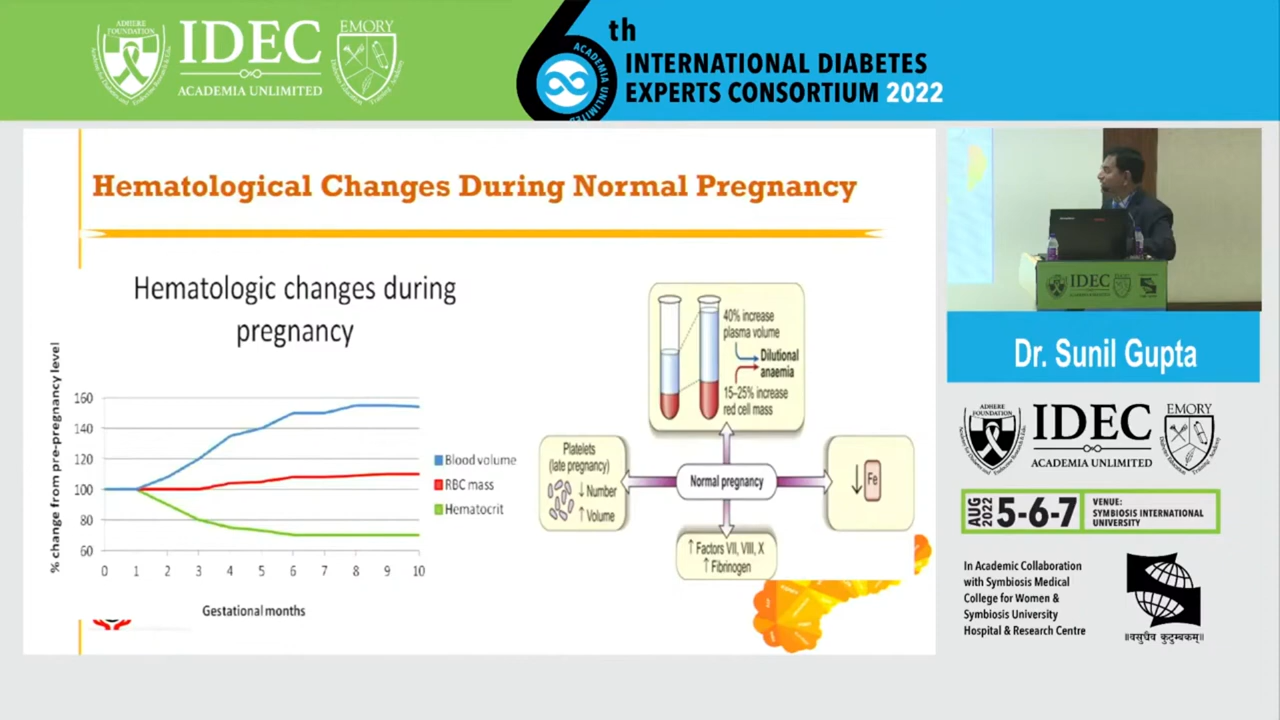 ADHERE
FOUNDATION
IDEC
ACADEMIA UNLIMITED
EMORY
6th
ACADEMIA UNLIMITED
INTERNATIONAL DIABETES
EXPERTS CONSORTIUM 2022
Hematological Changes During Normal Pregnancy
Hematologic changes during
pregnancy
% change from pre-pregnancy level
160
140
120
100
80
60
0 1 2 3 4 5 6 7 8 9 10
Gestational months
Blood volume
RBC mass
Hematocrit
40% increase
plasma volume
Dilutional
anaemia
15–25% increase
red cell mass
Platelets
(late pregnancy)
↓ Number
↑ Volume
Normal pregnancy
↓ Fe
↑ Factors VII, VIII, X
↑ Fibrinogen
IDEC
Dr. Sunil Gupta
ADHERE
FOUNDATION
IDEC
ACADEMIA UNLIMITED
EMORY
AUG
2022
5-6-7
VENUE:
SYMBIOSIS INTERNATIONAL
UNIVERSITY
In Academic Collaboration
with Symbiosis Medical
College for Women &
Symbiosis University
Hospital & Research Centre
॥वसुधैव कुटुम्बकम्॥